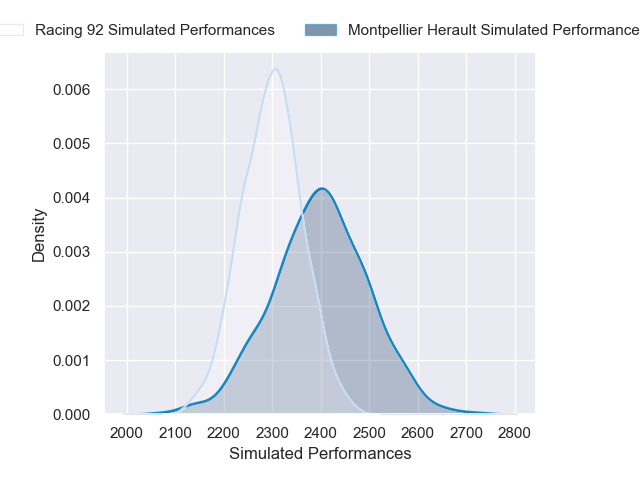 Racing 92 Simulated Performances
Montpellier Herault Simulated Performance
0.006
0.005
0.004
0.003
0.002
0.001
0.000
Density
2000 2100 2200 2300 2400 2500 2600 2700 2800
Simulated Performances